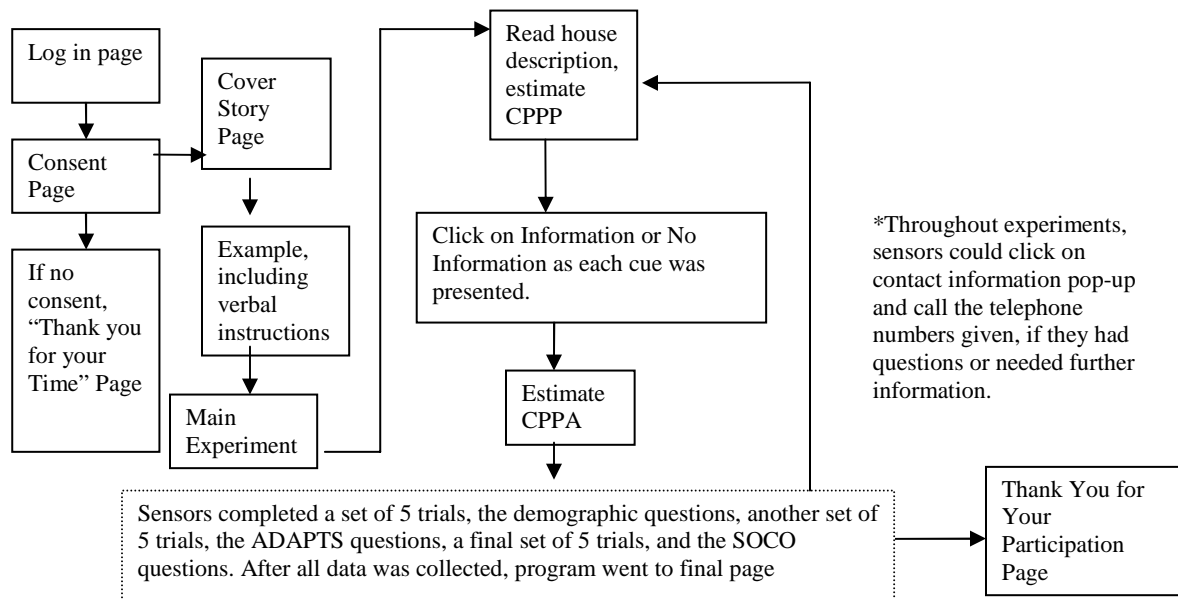 Log in page
Consent
Page
If no
consent,
“Thank you
for your
Time” Page
Cover
Story
Page
Example,
including
verbal
instructions
Main
Experiment
Read house
description,
estimate
CPPP
Click on Information or No
Information as each cue was
presented.
Estimate
CPPA
Sensors completed a set of 5 trials, the demographic questions, another set of
5 trials, the ADAPTS questions, a final set of 5 trials, and the SOCO
questions. After all data was collected, program went to final page
*Throughout experiments,
sensors could click on
contact information pop-up
and call the telephone
numbers given, if they had
questions or needed further
information.
Thank You for
Your
Participation
Page